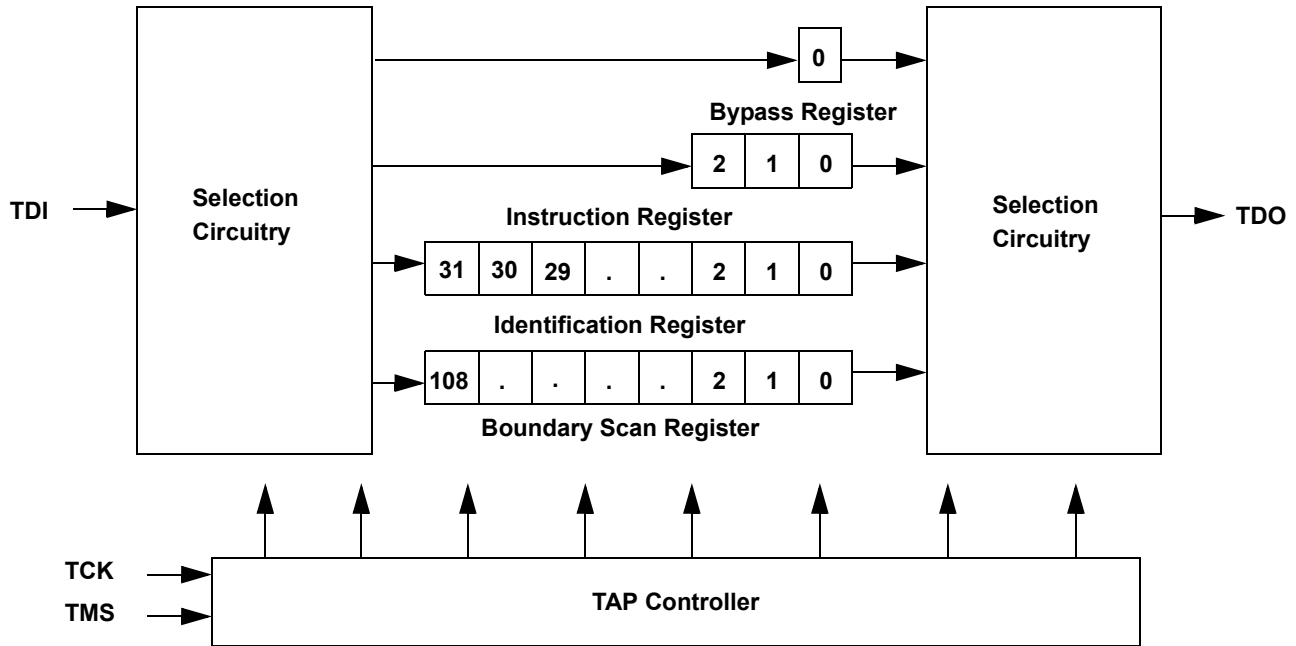 0
Bypass Register
2 1 0
TDI
Selection
Circuitry
Selection
Circuitry
TDO
Instruction Register
31 30 29 . . 2 1 0
Identification Register
108 . . . . 2 1 0
Boundary Scan Register
TCK
TMS
TAP Controller